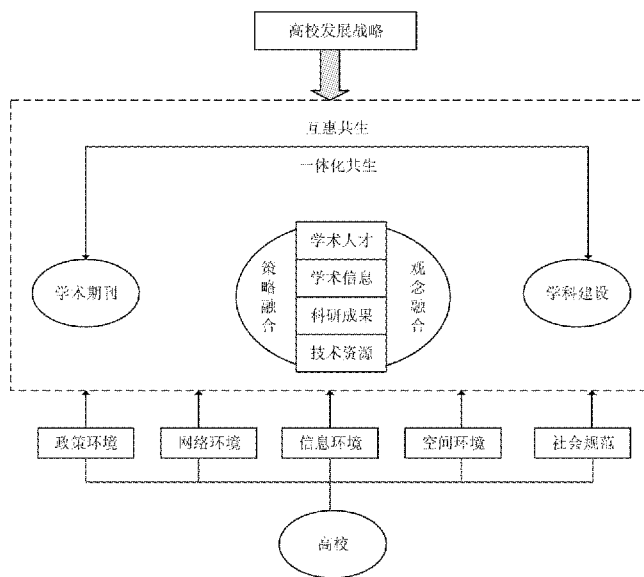 高校发展战略
互惠共生
一体化共生
学术期刊
策略融合
学术人才
学术信息
科研成果
技术资源
观念融合
学科建设
政策环境
网络环境
信息环境
空间环境
社会规范
高校